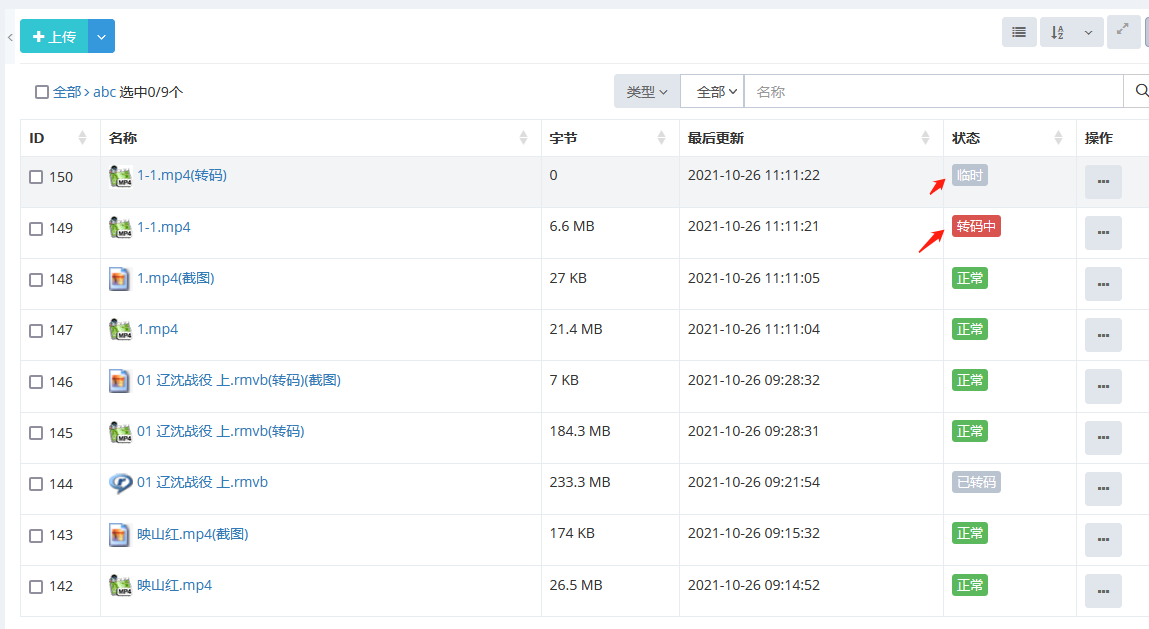 上传
全部 abc 选中0/9个 类型 全部 名称
ID 名称 字节 最后更新 状态 操作
150 1-1.mp4(转码) 0 2021-10-26 11:11:22 临时
149 1-1.mp4 6.6 MB 2021-10-26 11:11:21 转码中
148 1.mp4(截图) 27 KB 2021-10-26 11:11:05 正常
147 1.mp4 21.4 MB 2021-10-26 11:11:04 正常
146 01 辽沈战役 上.rmvb(转码)(截图) 7 KB 2021-10-26 09:28:32 正常
145 01 辽沈战役 上.rmvb(转码) 184.3 MB 2021-10-26 09:28:31 正常
144 01 辽沈战役 上.rmvb 233.3 MB 2021-10-26 09:21:54 已转码
143 映山红.mp4(截图) 174 KB 2021-10-26 09:15:32 正常
142 映山红.mp4 26.5 MB 2021-10-26 09:14:52 正常